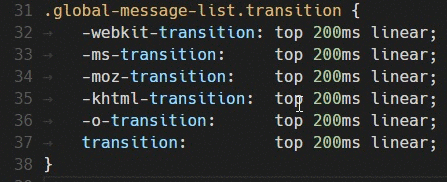 31 .global-message-list.transition {
32 -webkit-transition: top 200ms linear;
33 -ms-transition: top 200ms linear;
34 -moz-transition: top 200ms linear;
35 -khtml-transition: top 200ms linear;
36 -o-transition: top 200ms linear;
37 transition: top 200ms linear;
38 }